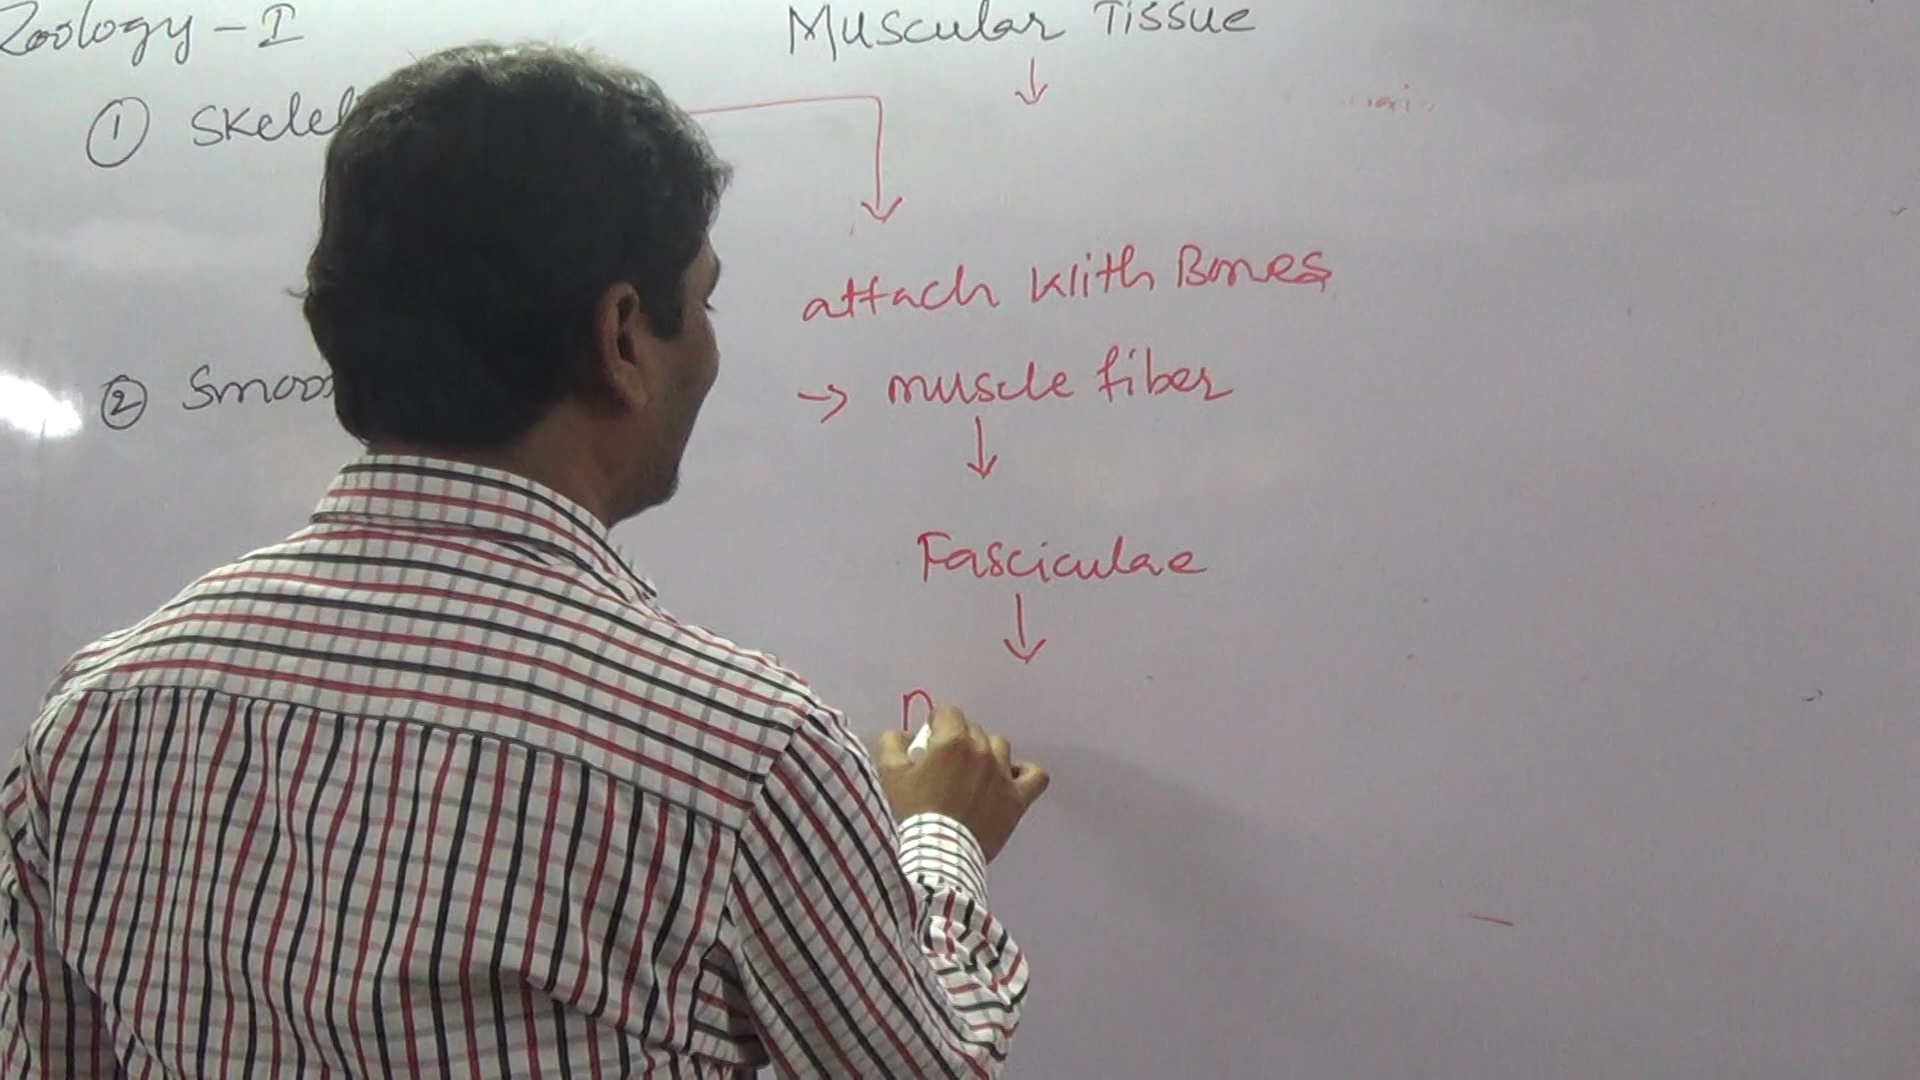 Zoology - I
Muscular Tissue
↓
① Skelet
attach With Bones
② Smoo
→ muscle fiber
↓
Fasciculae
↓